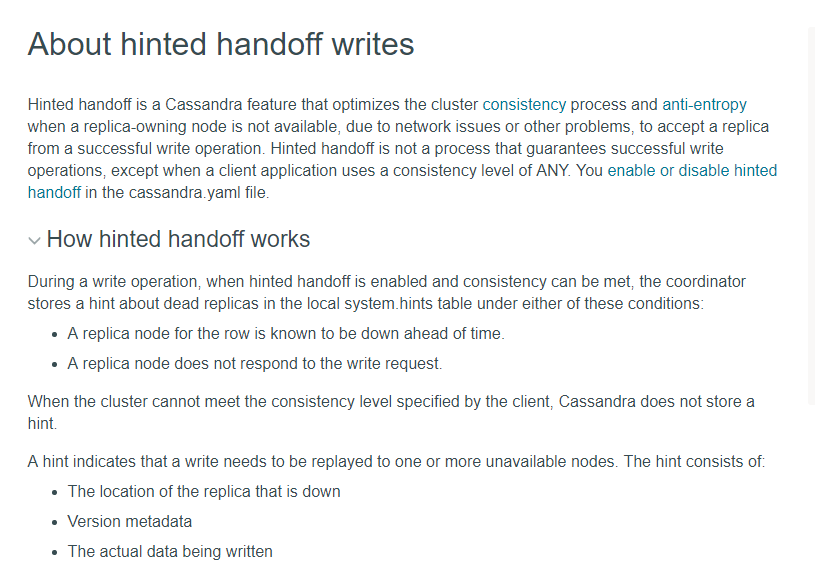 About hinted handoff writes
Hinted handoff is a Cassandra feature that optimizes the cluster consistency process and anti-entropy
when a replica-owning node is not available, due to network issues or other problems, to accept a replica
from a successful write operation. Hinted handoff is not a process that guarantees successful write
operations, except when a client application uses a consistency level of ANY. You enable or disable hinted
handoff in the cassandra.yaml file.
How hinted handoff works
During a write operation, when hinted handoff is enabled and consistency can be met, the coordinator
stores a hint about dead replicas in the local system.hints table under either of these conditions:
• A replica node for the row is known to be down ahead of time.
• A replica node does not respond to the write request.
When the cluster cannot meet the consistency level specified by the client, Cassandra does not store a
hint.
A hint indicates that a write needs to be replayed to one or more unavailable nodes. The hint consists of:
• The location of the replica that is down
• Version metadata
• The actual data being written